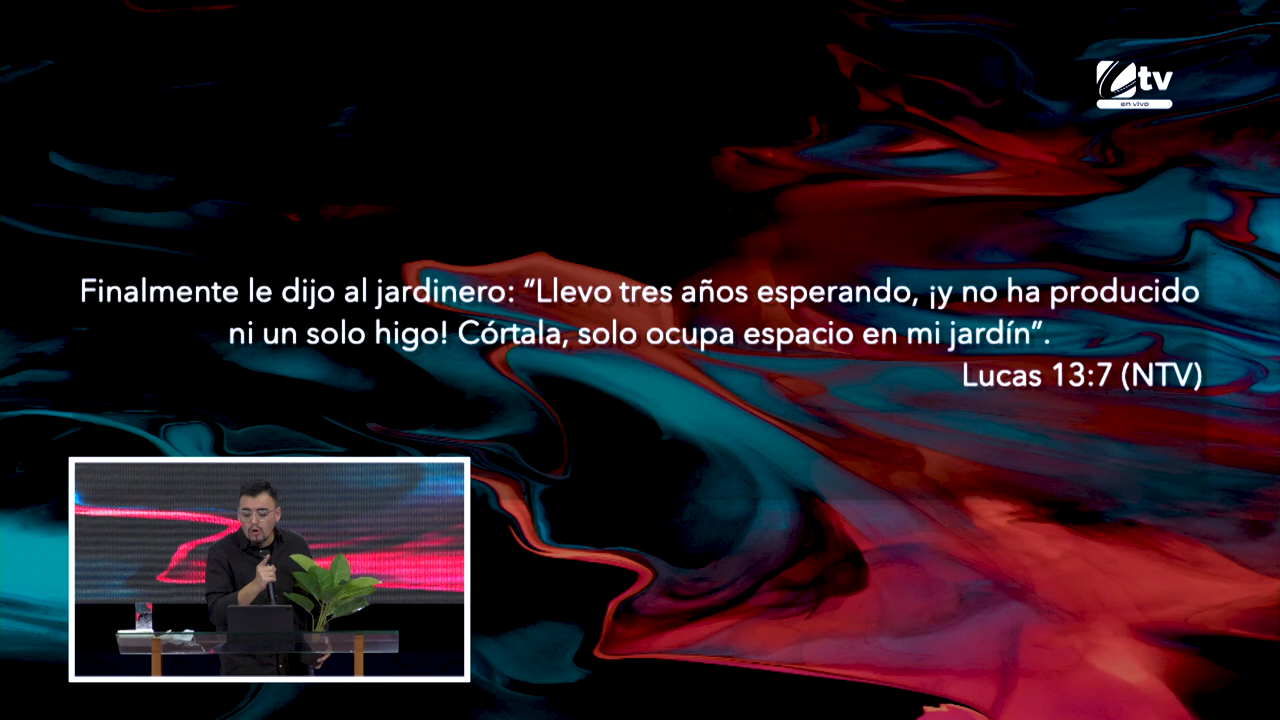 tv
en vivo
Finalmente le dijo al jardinero: “Llevo tres años esperando, ¡y no ha producido
ni un solo higo! Córtala, solo ocupa espacio en mi jardín”.
Lucas 13:7 (NTV)